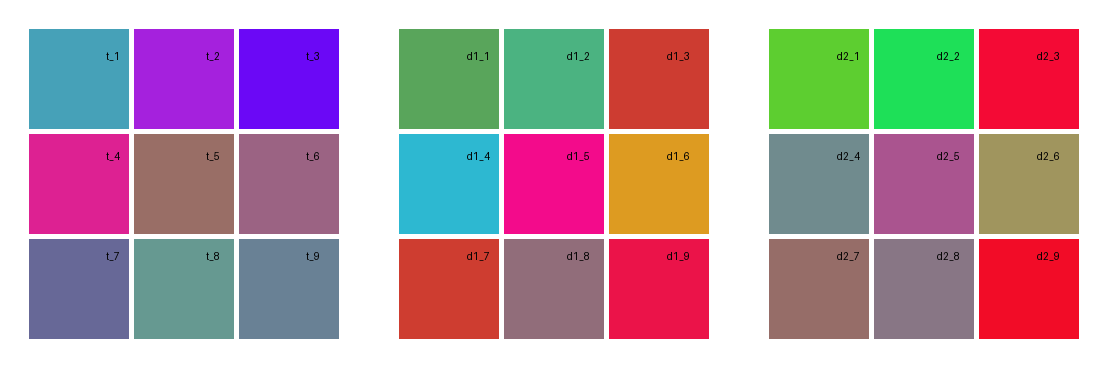 t_1 t_2 t_3 d1_1 d1_2 d1_3 d2_1 d2_2 d2_3
t_4 t_5 t_6 d1_4 d1_5 d1_6 d2_4 d2_5 d2_6
t_7 t_8 t_9 d1_7 d1_8 d1_9 d2_7 d2_8 d2_9